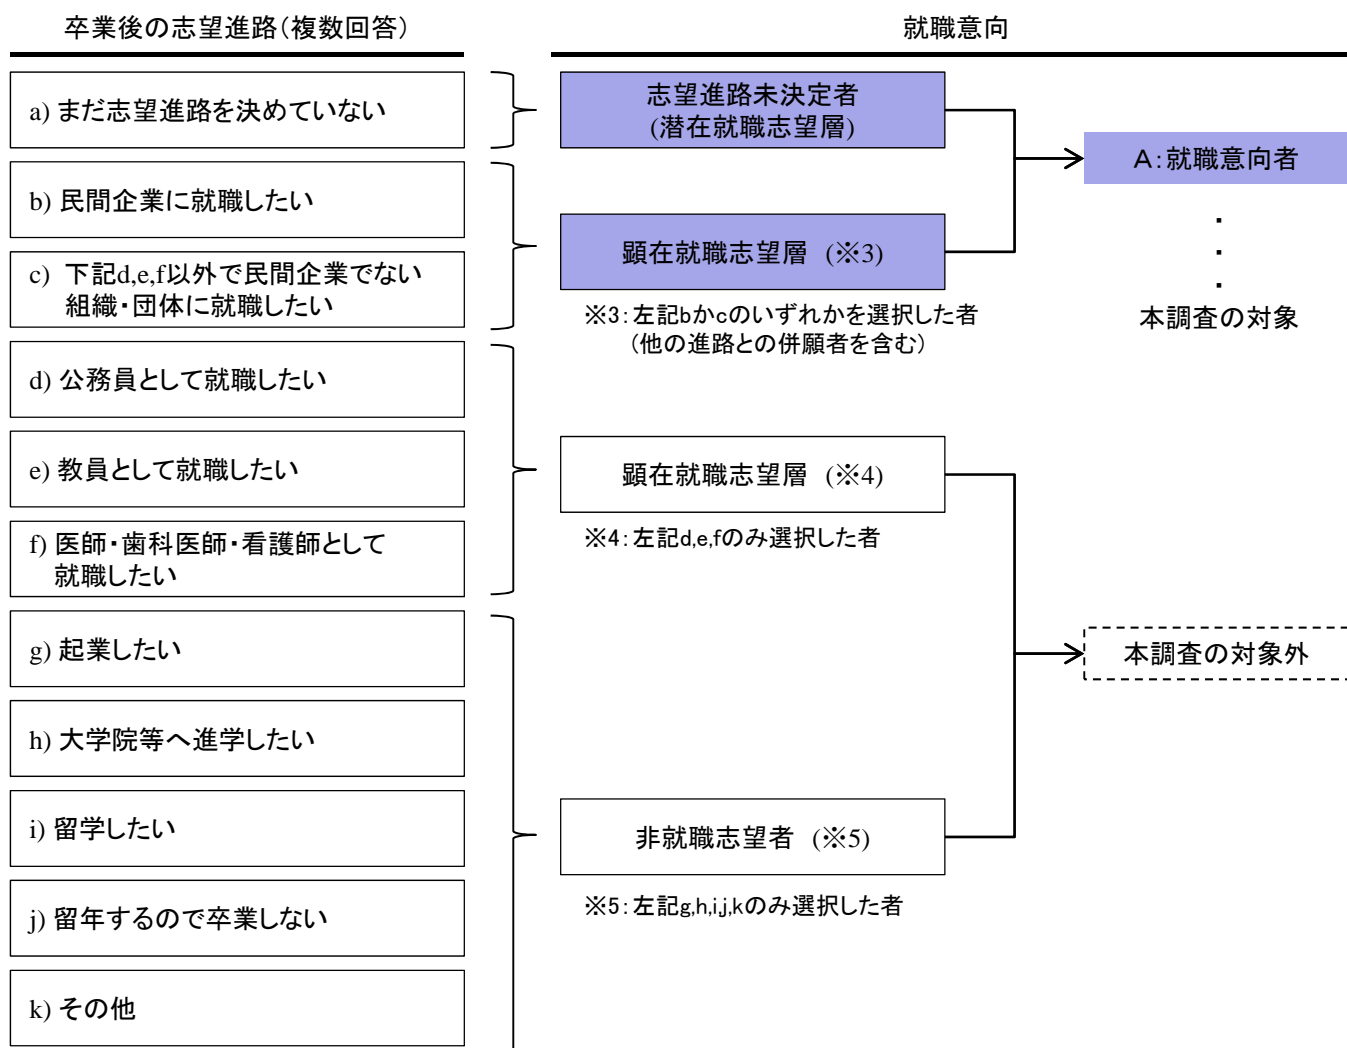 卒業後の志望進路(複数回答)
就職意向
a) まだ志望進路を決めていない
b) 民間企業に就職したい
c) 下記d,e,f以外で民間企業でない
組織・団体に就職したい
d) 公務員として就職したい
e) 教員として就職したい
f) 医師・歯科医師・看護師として
就職したい
g) 起業したい
h) 大学院等へ進学したい
i) 留学したい
j) 留年するので卒業しない
k) その他
志望進路未決定者
(潜在就職志望層)
顕在就職志望層 (※3)
※3:左記bかcのいずれかを選択した者
(他の進路との併願者を含む)
顕在就職志望層 (※4)
※4:左記d,e,fのみ選択した者
非就職志望者 (※5)
※5:左記g,h,i,j,kのみ選択した者
A:就職意向者
・
・
・
本調査の対象
本調査の対象外